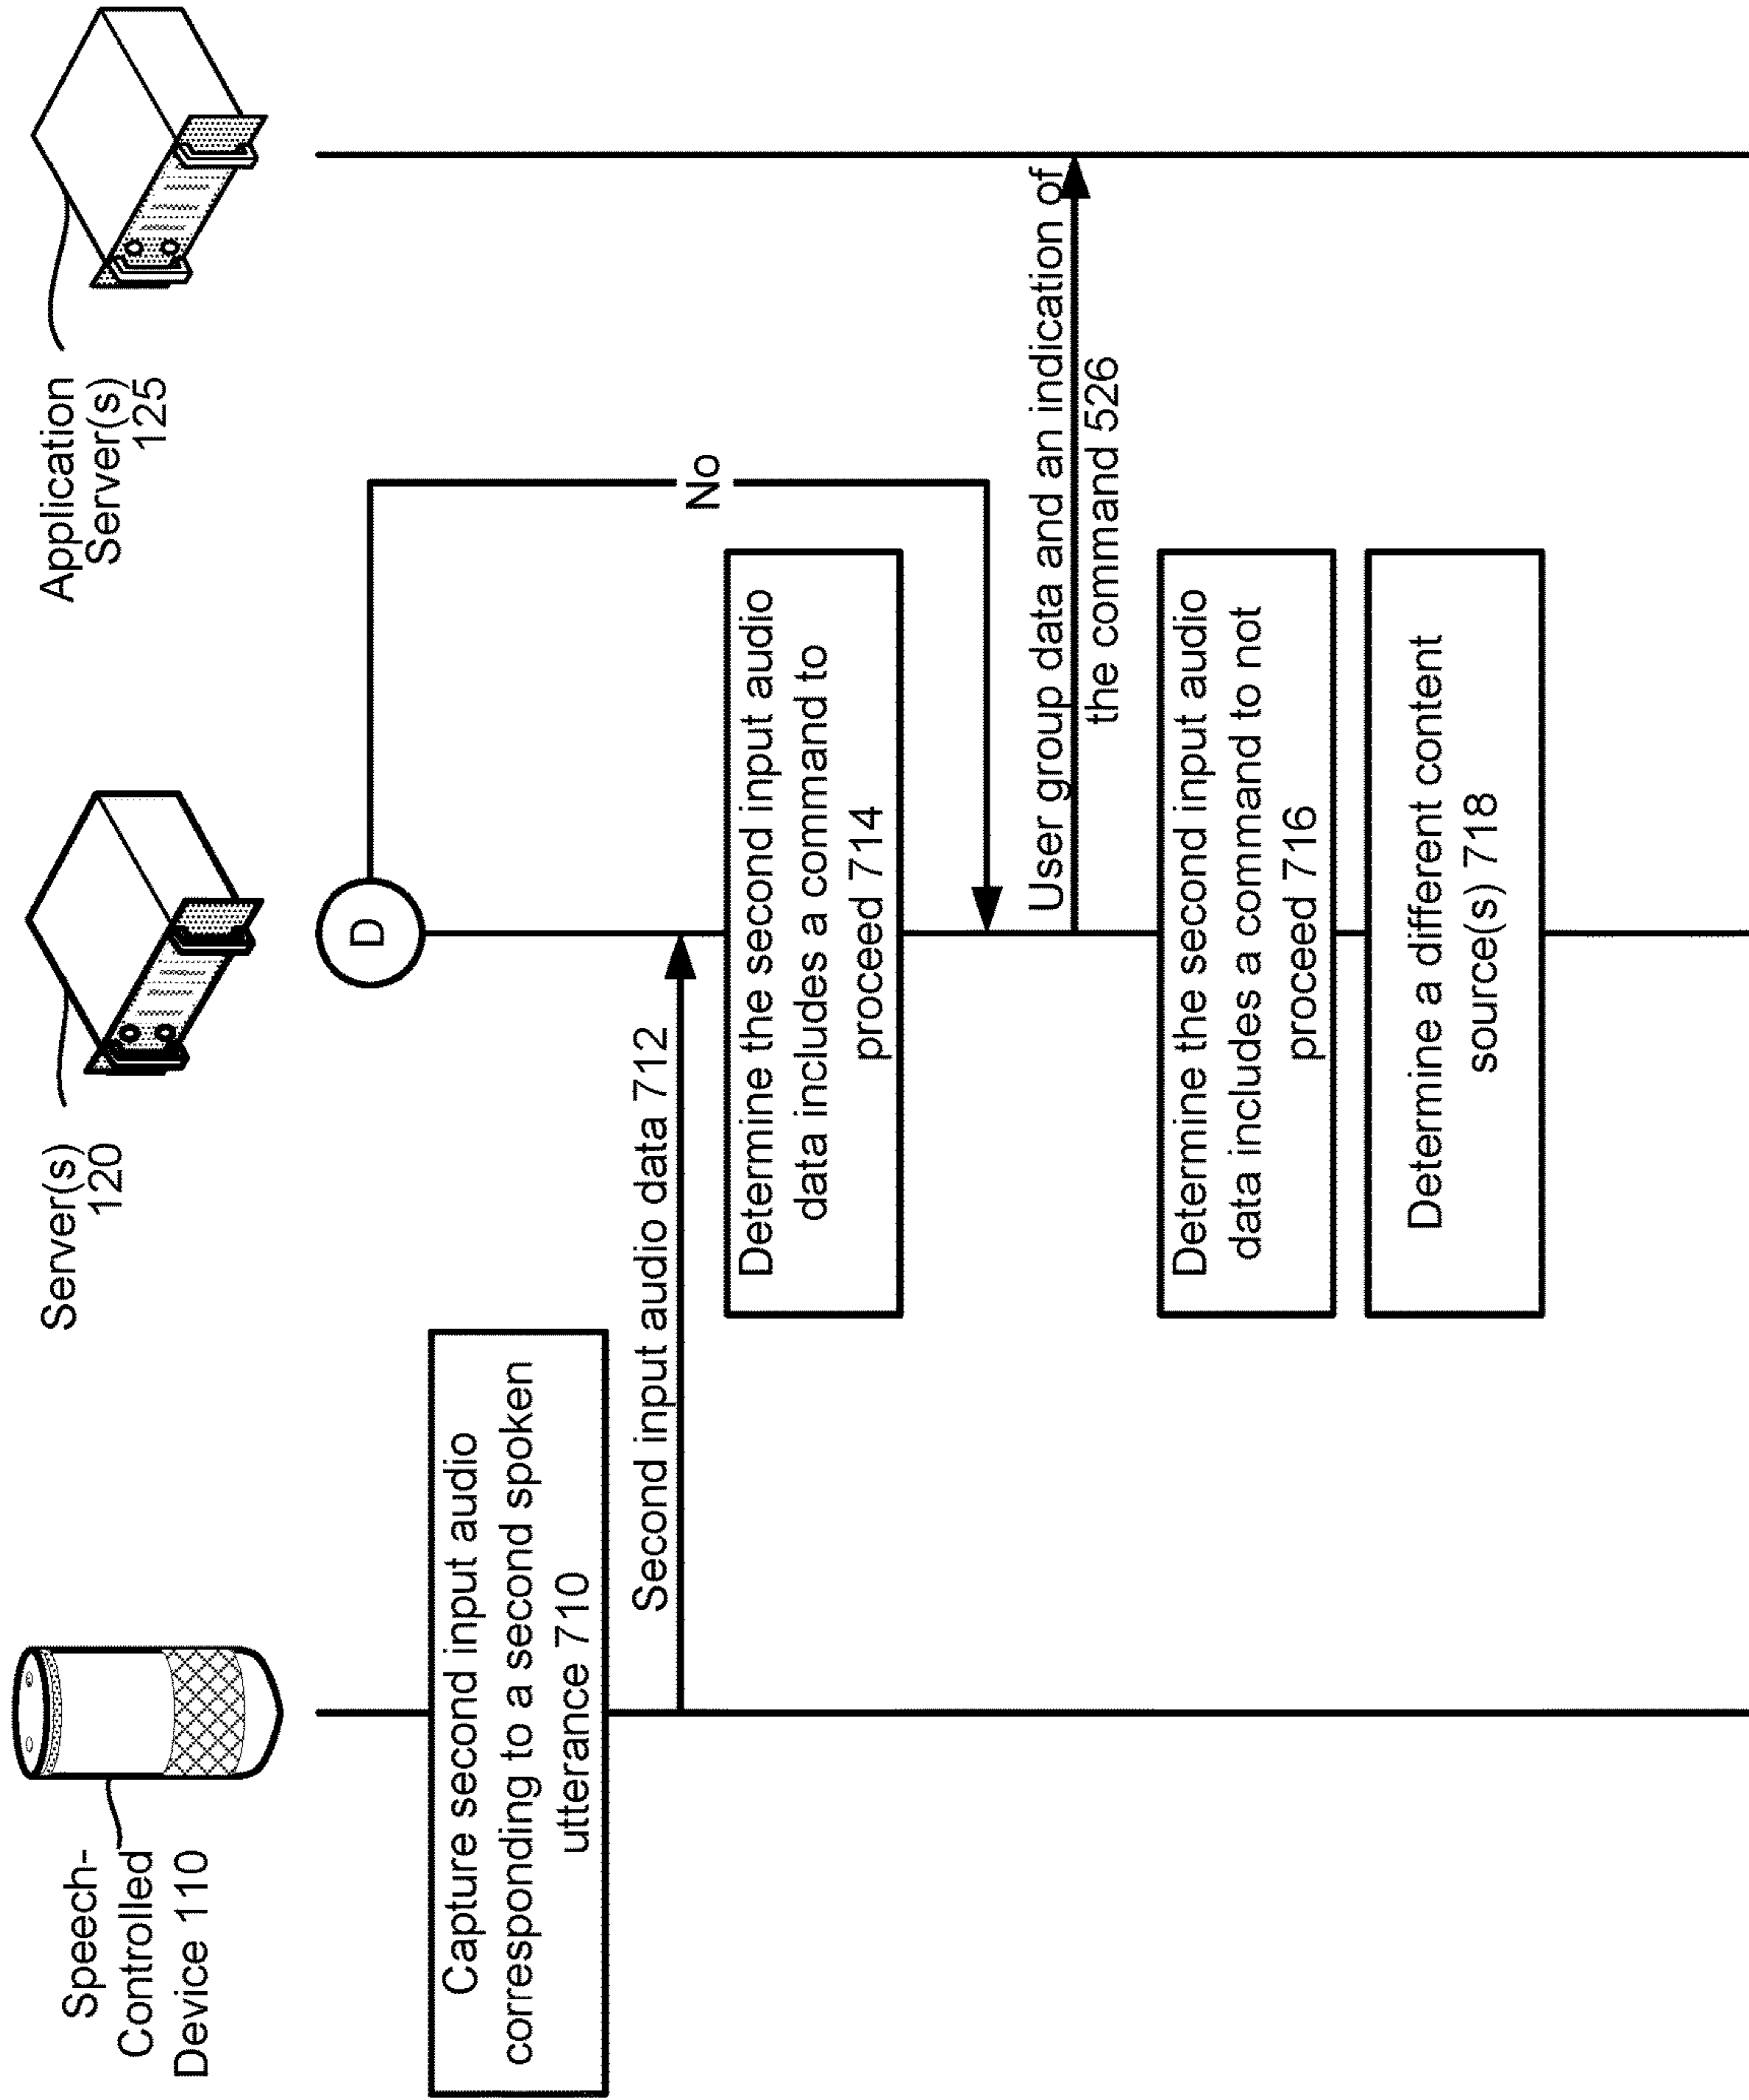 Speech-
Controlled
Device 110
Server(s)
120
Application
Server(s)
125
D
No
Capture second input audio
corresponding to a second spoken
utterance 710
Second input audio data 712
Determine the second input audio
data includes a command to
proceed 714
User group data and an indication of
the command 526
Determine the second input audio
data includes a command to not
proceed 716
Determine a different content
source(s) 718